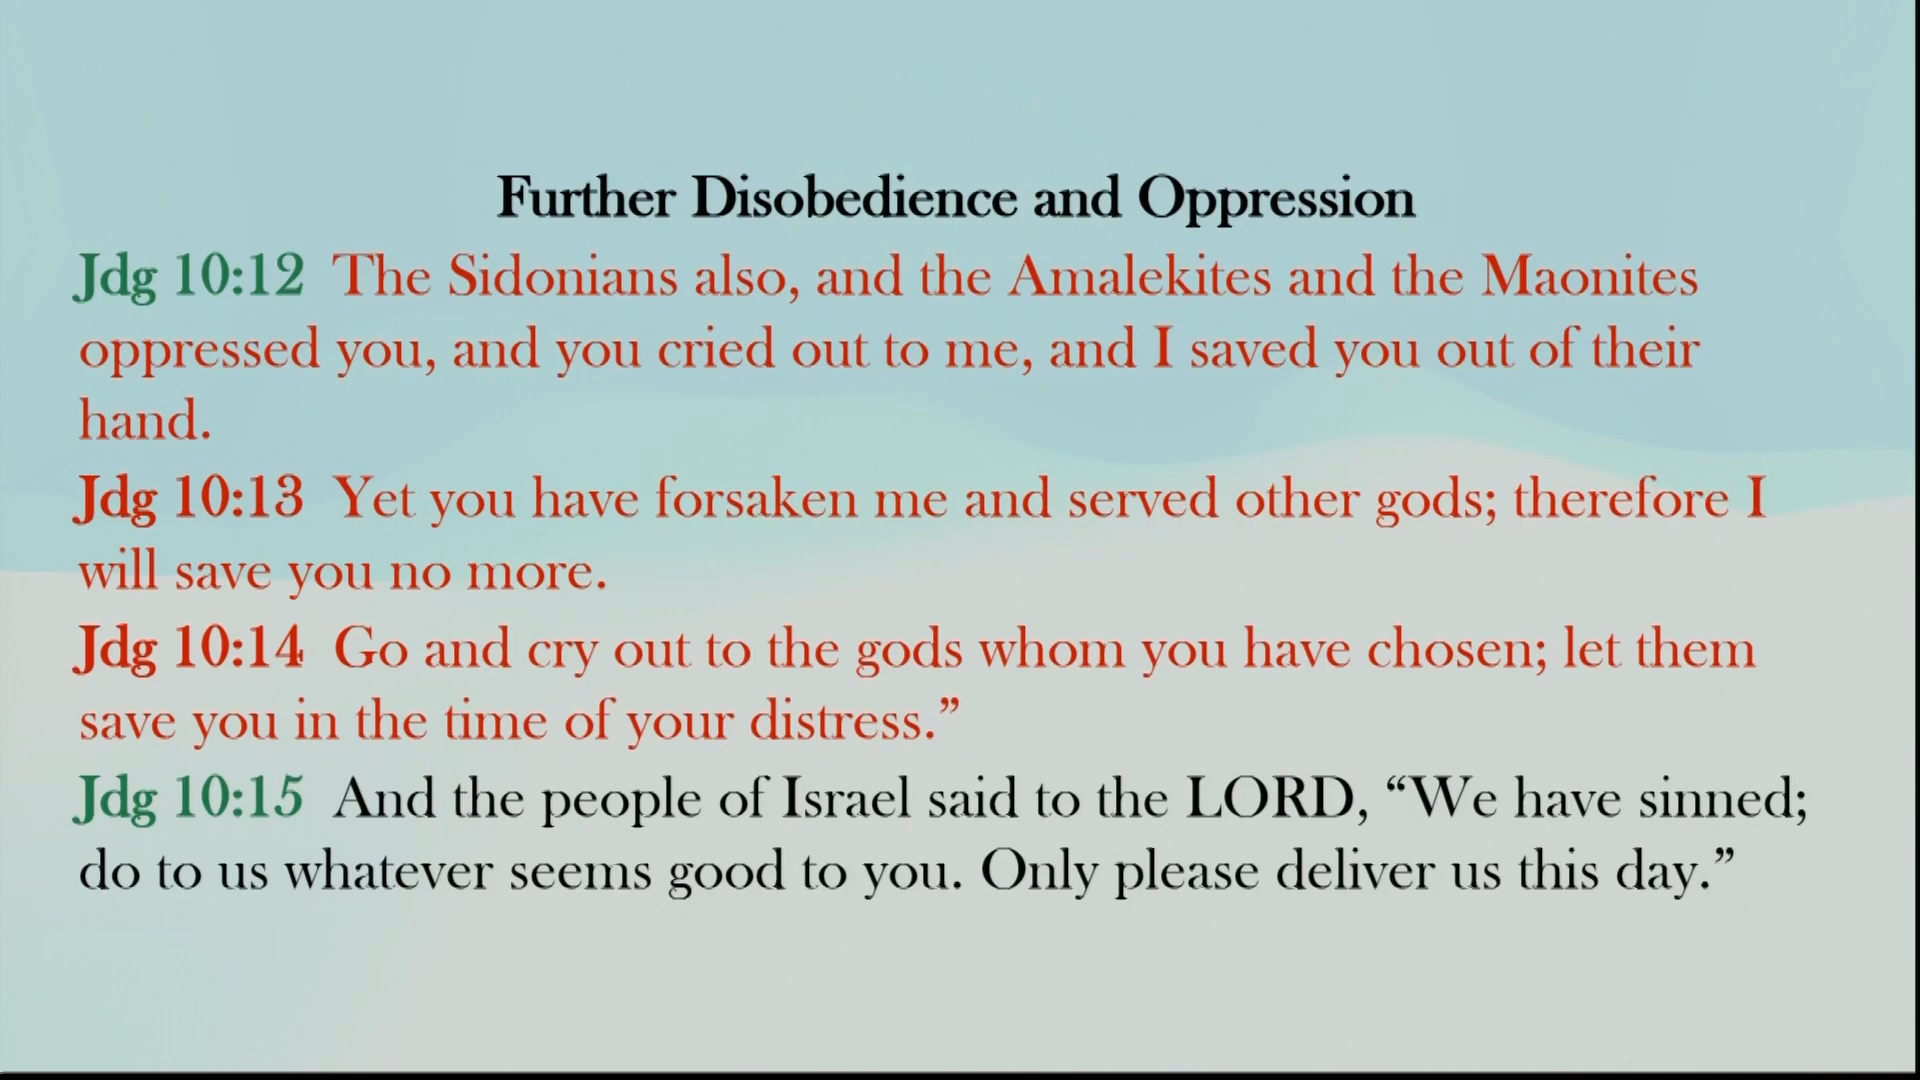 Further Disobedience and Oppression
Jdg 10:12 The Sidonians also, and the Amalekites and the Maonites
oppressed you, and you cried out to me, and I saved you out of their
hand.
Jdg 10:13 Yet you have forsaken me and served other gods; therefore I
will save you no more.
Jdg 10:14 Go and cry out to the gods whom you have chosen; let them
save you in the time of your distress.”
Jdg 10:15 And the people of Israel said to the LORD, “We have sinned;
do to us whatever seems good to you. Only please deliver us this day.”